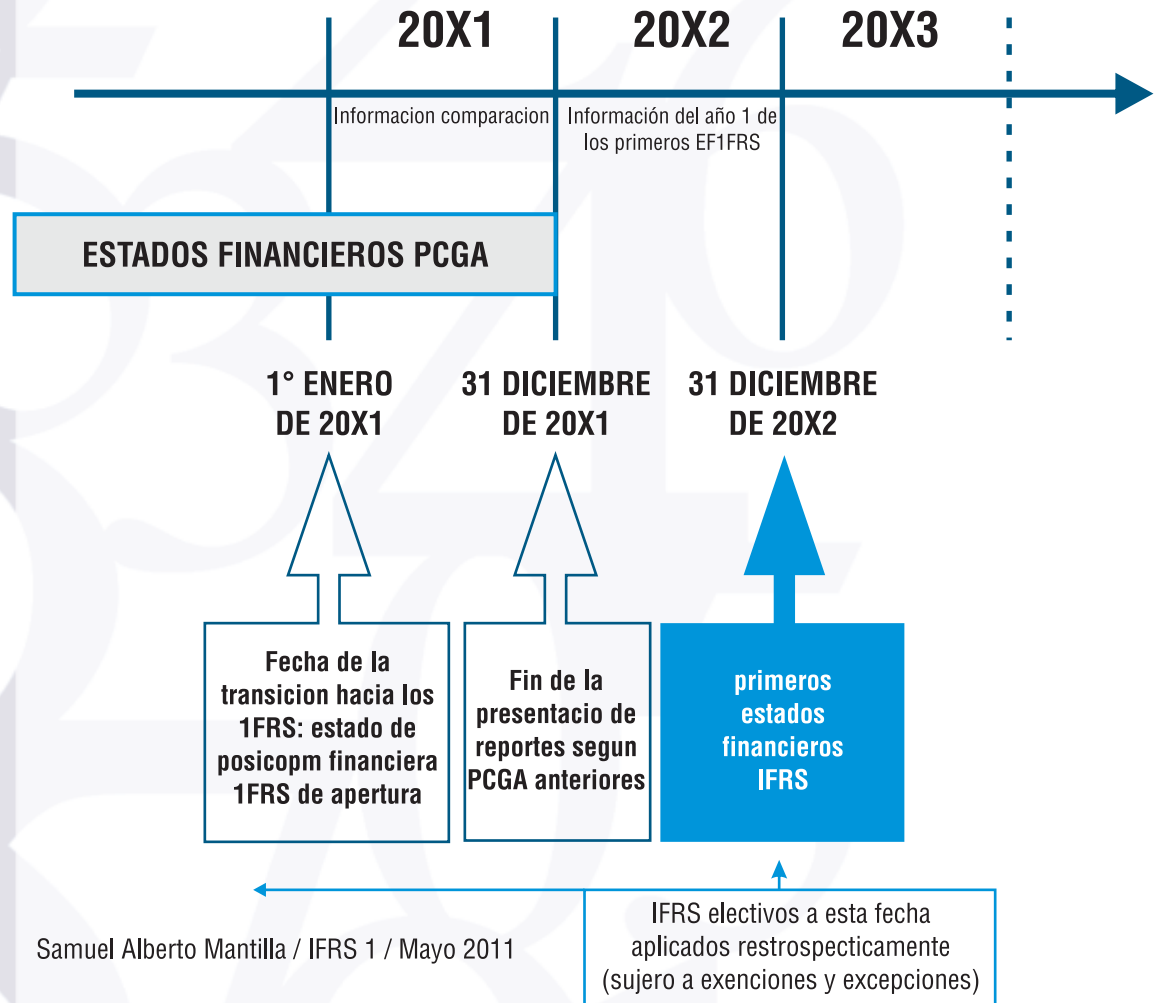 20X1
20X2
20X3
Informacion comparacion
Información del año 1 de
los primeros EF1FRS
ESTADOS FINANCIEROS PCGA
1° ENERO
DE 20X1
31 DICIEMBRE
DE 20X1
31 DICIEMBRE
DE 20X2
Fecha de la
transicion hacia los
1FRS: estado de
posicopm financiera
1FRS de apertura
Fin de la
presentacio de
reportes segun
PCGA anteriores
primeros
estados
financieros
IFRS
IFRS electivos a esta fecha
aplicados restrospecticamente
(sujero a exenciones y excepciones)
Samuel Alberto Mantilla / IFRS 1 / Mayo 2011